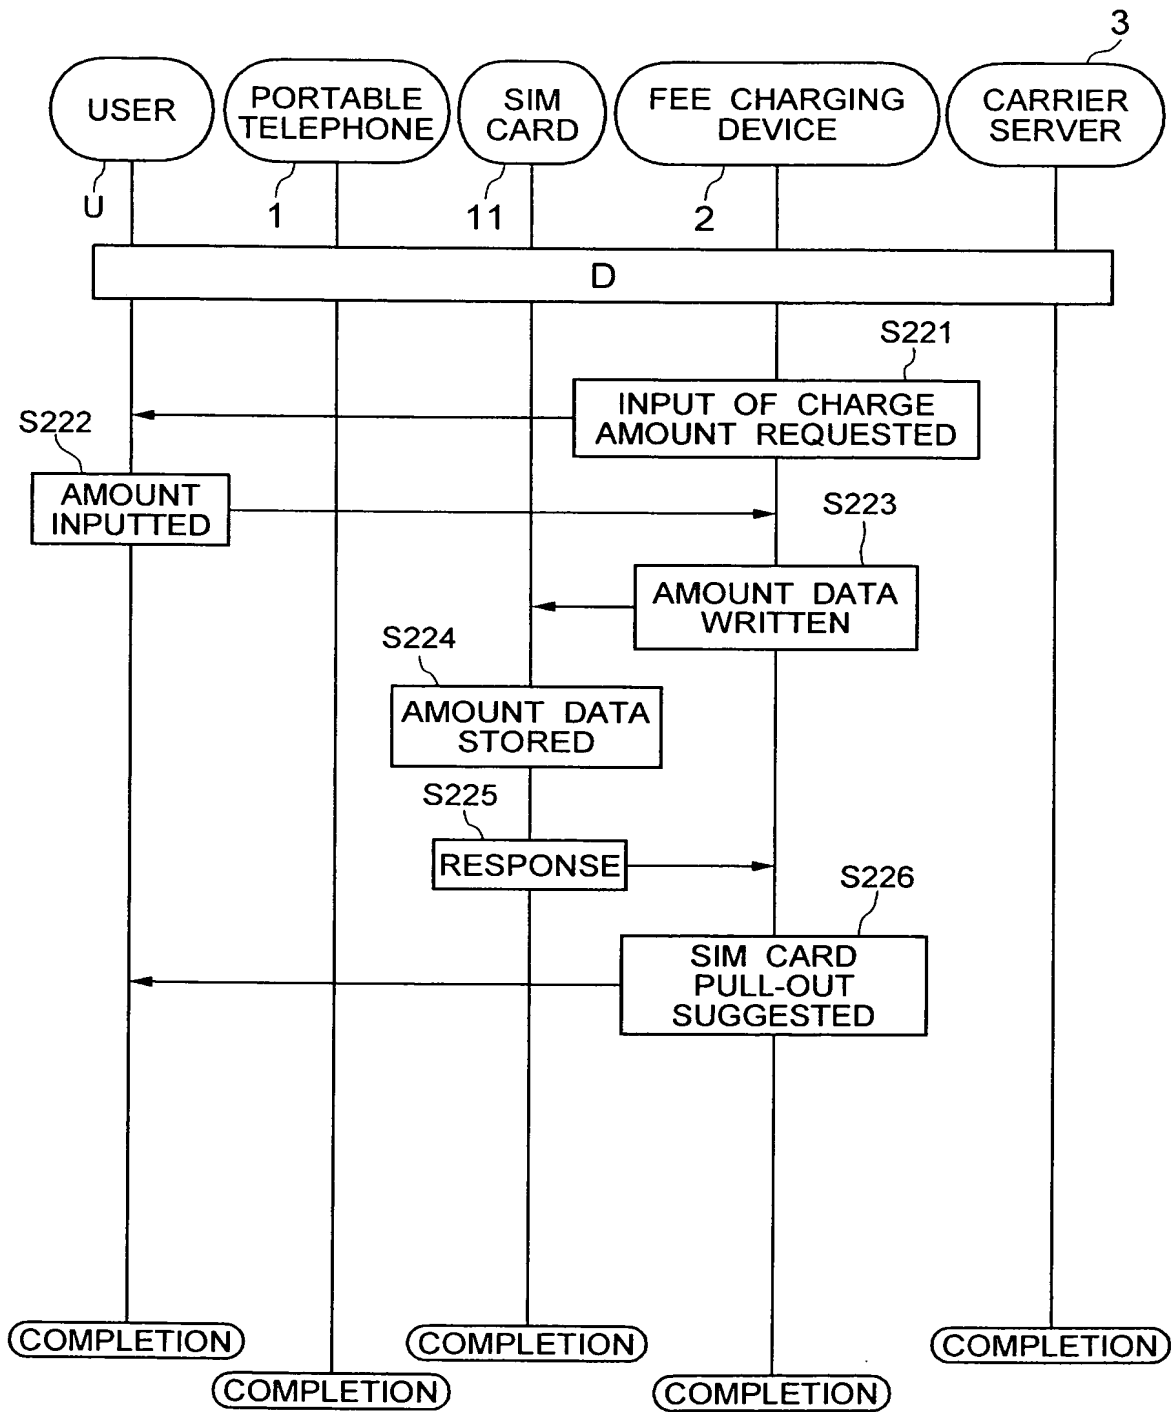 3
USER
PORTABLE
TELEPHONE
SIM
CARD
FEE CHARGING
DEVICE
CARRIER
SERVER
U
1
11
2
D
S221
INPUT OF CHARGE
AMOUNT REQUESTED
S222
AMOUNT
INPUTTED
S223
AMOUNT DATA
WRITTEN
S224
AMOUNT DATA
STORED
S225
RESPONSE
S226
SIM CARD
PULL-OUT
SUGGESTED
COMPLETION
COMPLETION
COMPLETION
COMPLETION
COMPLETION